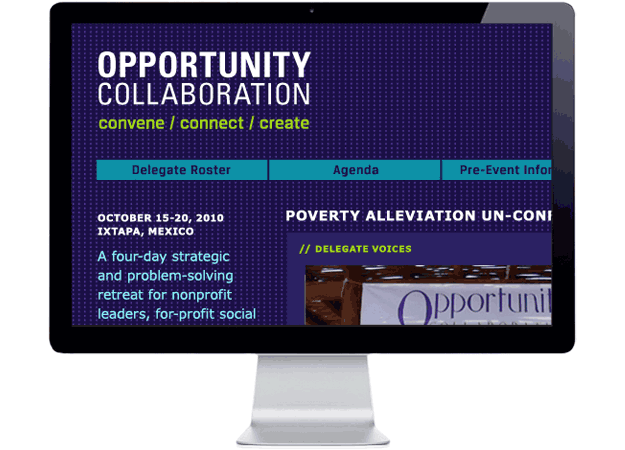 OPPORTUNITY
COLLABORATION
convene / connect / create
Delegate Roster
Agenda
Pre-Event Infor
OCTOBER 15-20, 2010
IXTAPA, MEXICO
A four-day strategic
and problem-solving
retreat for nonprofit
leaders, for-profit social
POVERTY ALLEVIATION UN-CONF
// DELEGATE VOICES
Opportunit